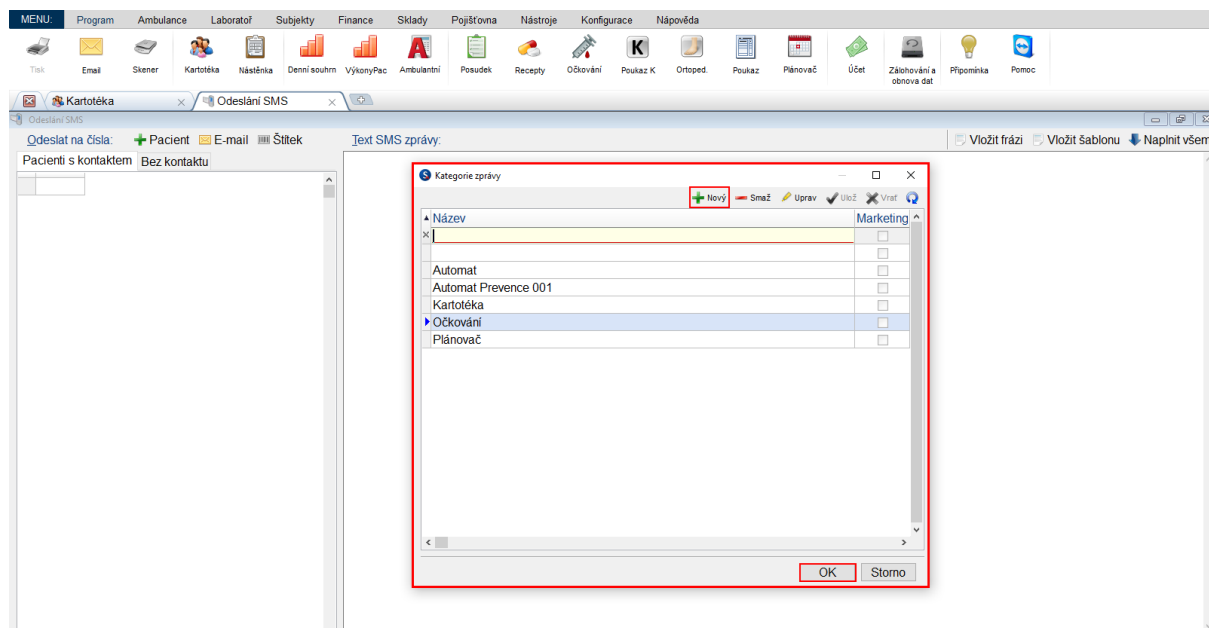 MENU: Program Ambulance Laboratoř Subjekty Finance Sklady Pojišťovna Nástroje Konfigurace Nápověda
Tisk Email Skener Kartotéka Nástěnka Denní souhrn VýkonyPac Ambulantní Posudek Recepty Očkování Poukaz K Ortoped. Poukaz Plánovač Účet Zálohování a obnova dat Připomínka Pomoc
Kartotéka Odeslání SMS
Odeslání SMS
Odeslat na čísla: Pacient E-mail Štítek Text SMS zprávy: Vložit frázi Vložit šablonu Naplnit všem
Pacienti s kontaktem Bez kontaktu
Kategorie zprávy
Nový Smaž Uprav Ulož Vrať
Název Marketing
Automat
Automat Prevence 001
Kartotéka
Očkování
Plánovač
OK Storno